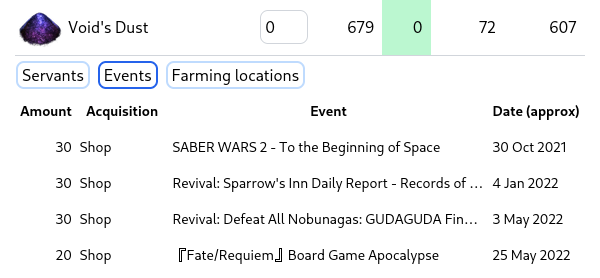 Void's Dust 0 679 0 72 607
Servants Events Farming locations
Amount Acquisition Event Date (approx)
30 Shop SABER WARS 2 - To the Beginning of Space 30 Oct 2021
30 Shop Revival: Sparrow's Inn Daily Report - Records of ... 4 Jan 2022
30 Shop Revival: Defeat All Nobunagas: GUDAGUDA Fin... 3 May 2022
20 Shop 『Fate/Requiem』 Board Game Apocalypse 25 May 2022